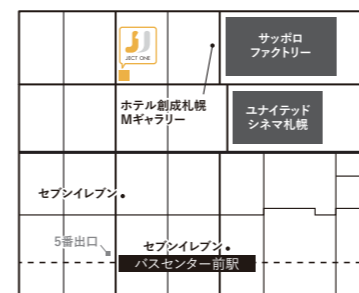 サッポロ
ファクトリー
JECT ONE
ホテル創成札幌
Mギャラリー
ユナイテッド
シネマ札幌
セブンイレブン
5番出口
セブンイレブン
バスセンター前駅